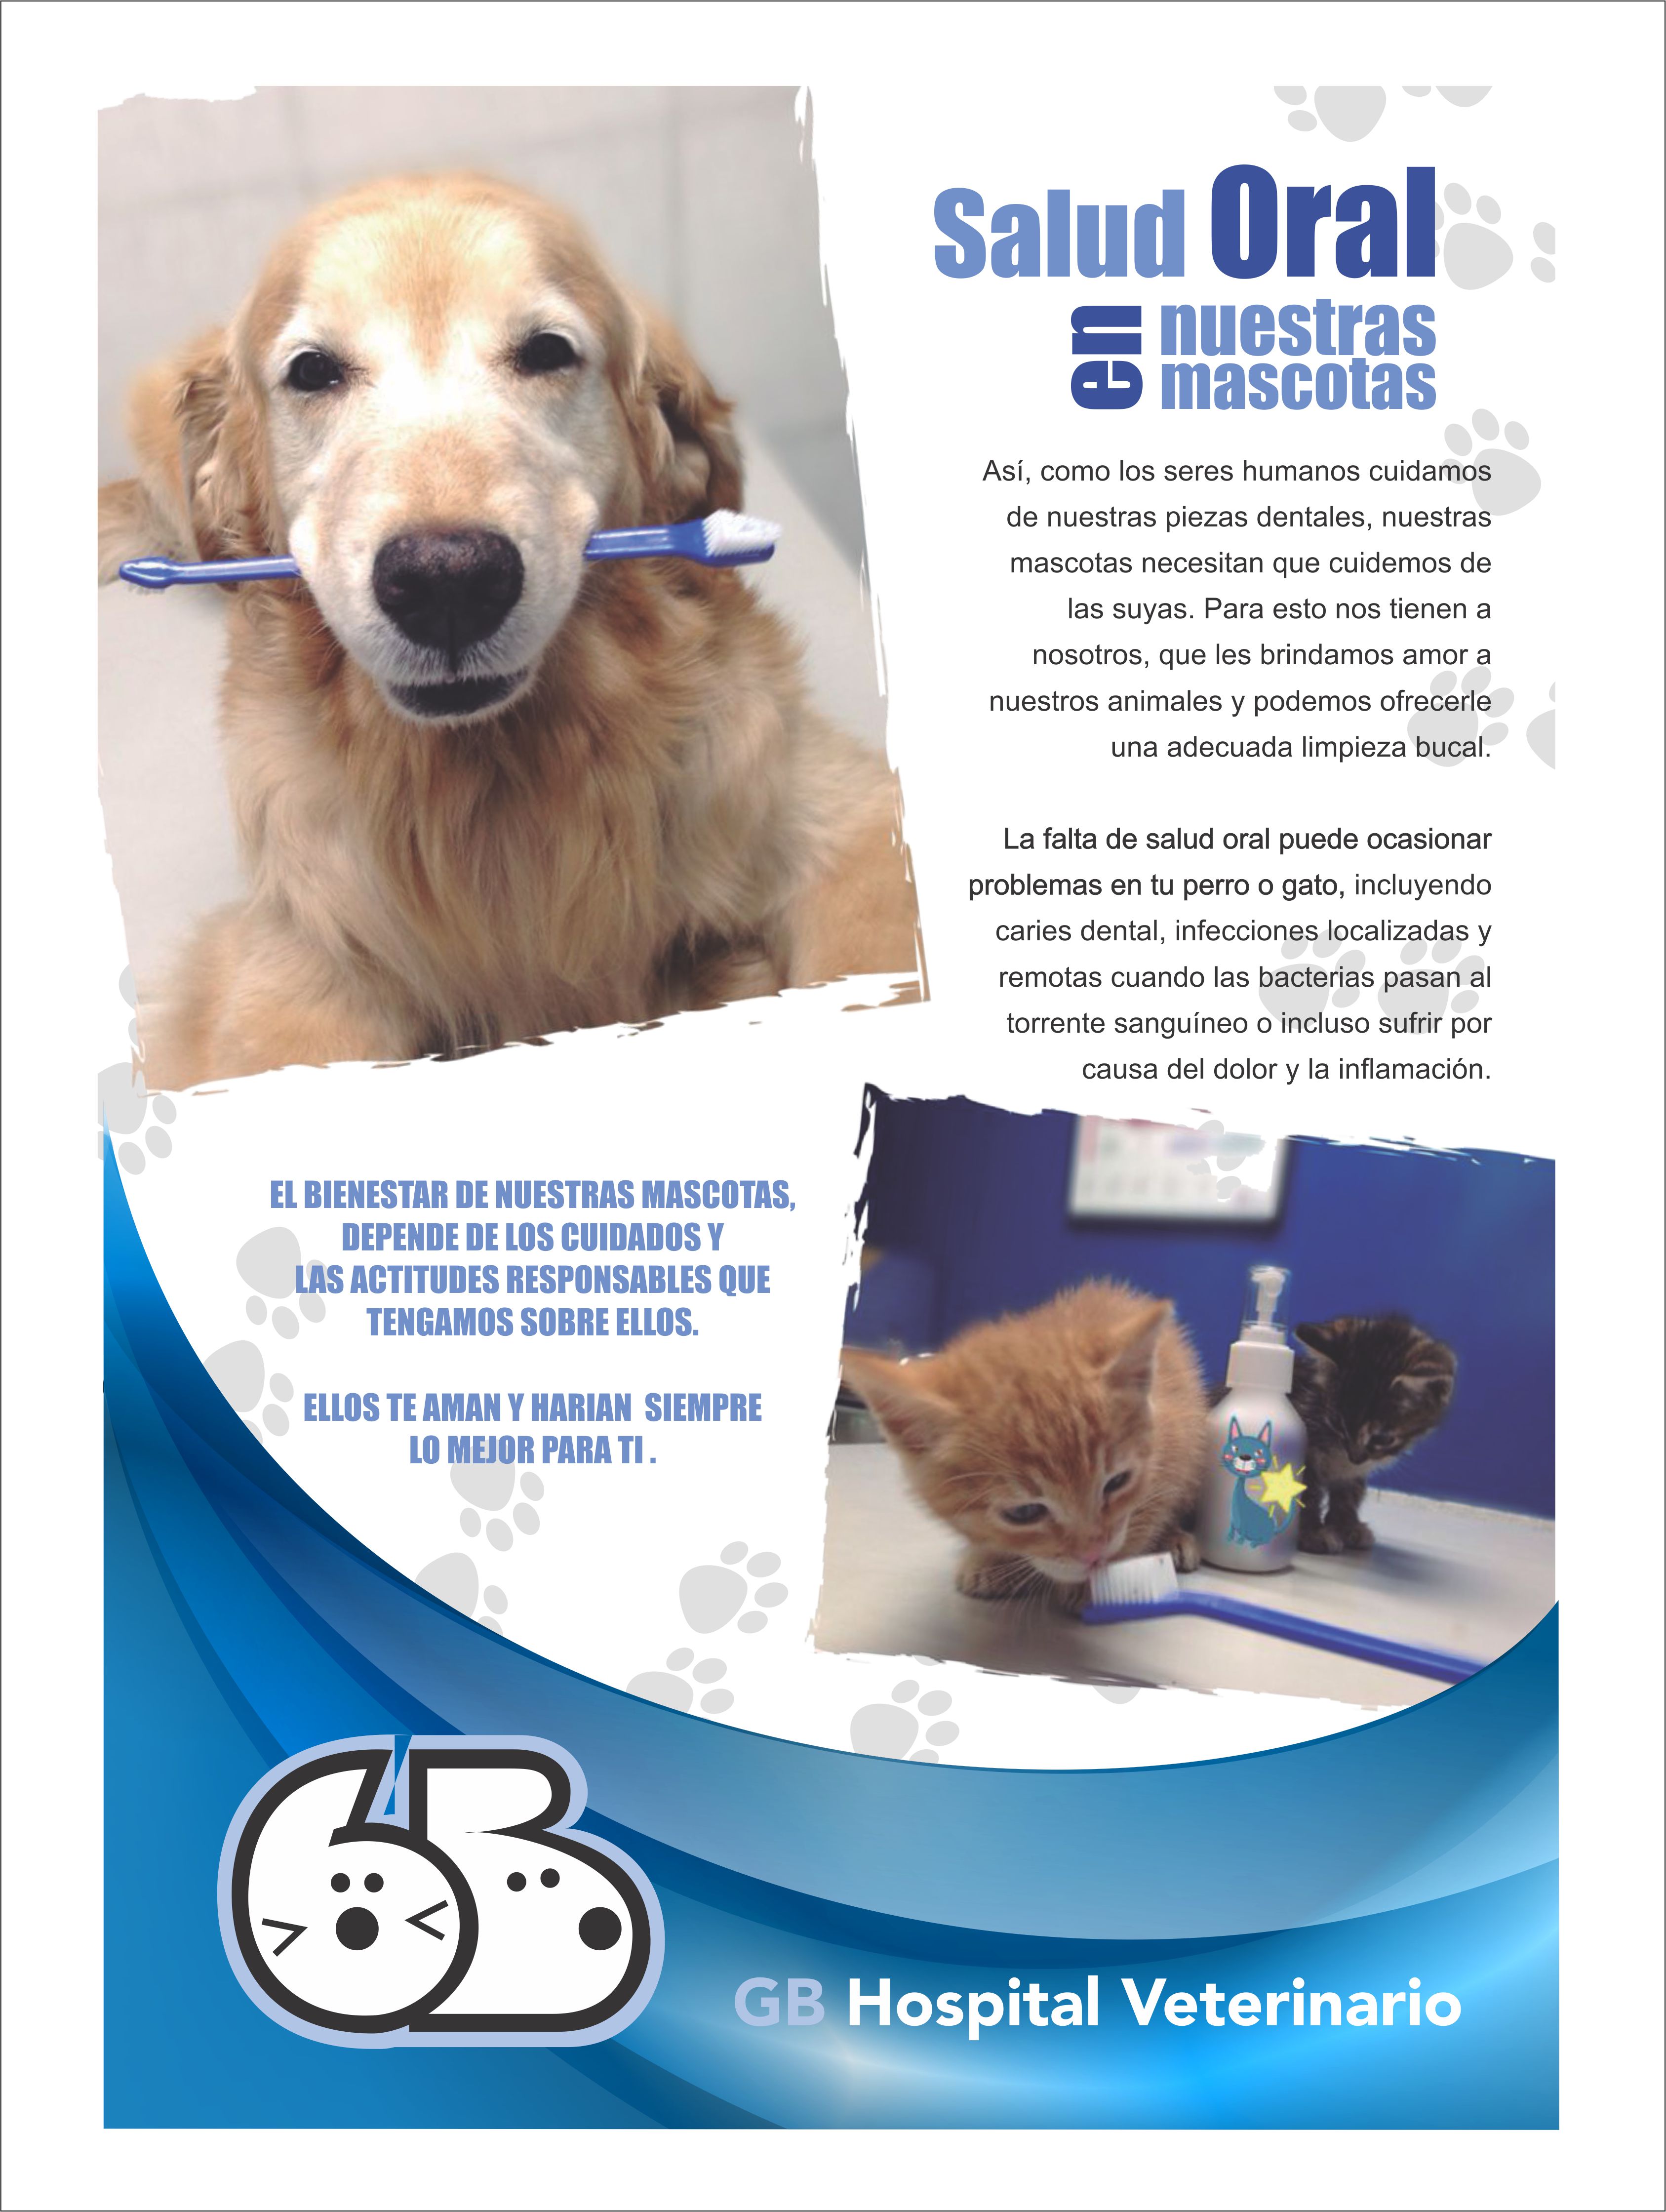 Salud Oral
en nuestras
mascotas
Así, como los seres humanos cuidamos
de nuestras piezas dentales, nuestras
mascotas necesitan que cuidemos de
las suyas. Para esto nos tienen a
nosotros, que les brindamos amor a
nuestros animales y podemos ofrecerle
una adecuada limpieza bucal.
La falta de salud oral puede ocasionar
problemas en tu perro o gato, incluyendo
caries dental, infecciones localizadas y
remotas cuando las bacterias pasan al
torrente sanguíneo o incluso sufrir por
causa del dolor y la inflamación.
EL BIENESTAR DE NUESTRAS MASCOTAS,
DEPENDE DE LOS CUIDADOS Y
LAS ACTITUDES RESPONSABLES QUE
TENGAMOS SOBRE ELLOS.
ELLOS TE AMAN Y HARIAN  SIEMPRE
LO MEJOR PARA TI .
GB
GB Hospital Veterinario